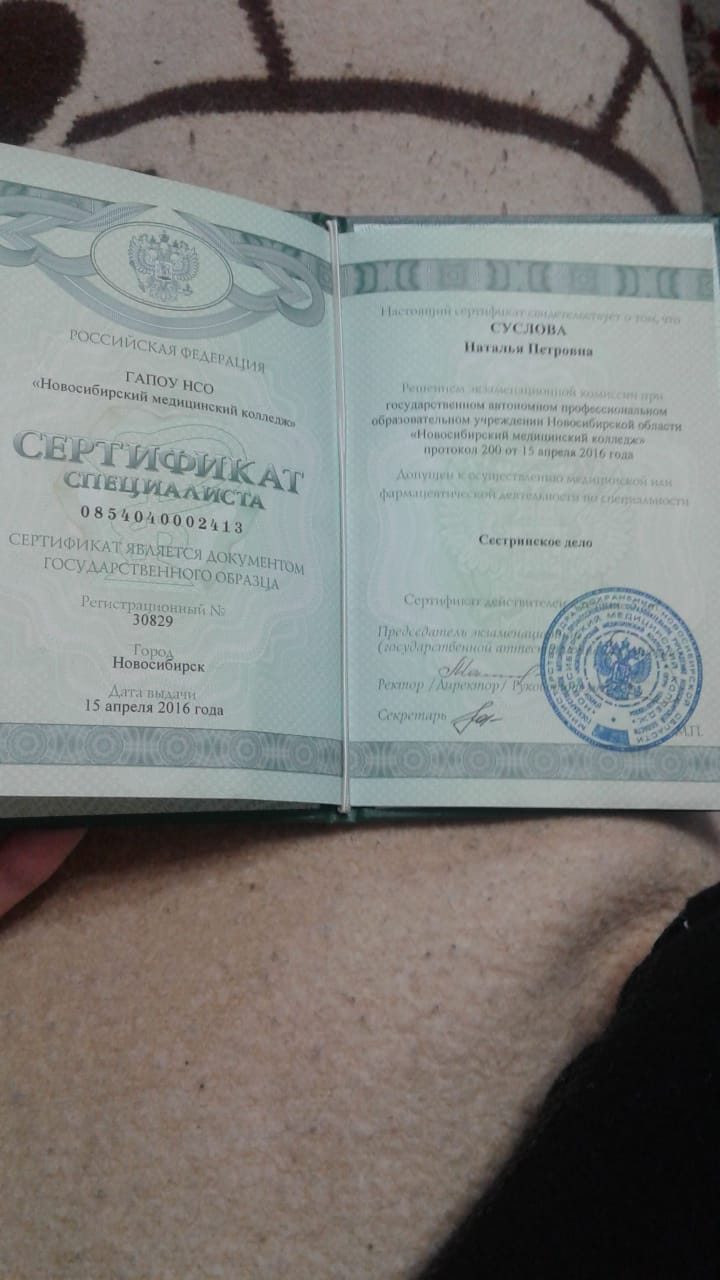 РОССИЙСКАЯ ФЕДЕРАЦИЯ
ГАПОУ НСО
«Новосибирский медицинский колледж»
СЕРТИФИКАТ
СПЕЦИАЛИСТА
0854040002413
СЕРТИФИКАТ ЯВЛЯЕТСЯ ДОКУМЕНТОМ
ГОСУДАРСТВЕННОГО ОБРАЗЦА
Регистрационный №
30829
Город
Новосибирск
Дата выдачи
15 апреля 2016 года
Настоящий сертификат свидетельствует о том, что
СУСЛОВА
Наталья Петровна
Решением экзаменационной комиссии при
государственном автономном профессиональном
образовательном учреждении Новосибирской области
«Новосибирский медицинский колледж»
протокол 200 от 15 апреля 2016 года
Допущен к осуществлению медицинской или
фармацевтической деятельности по специальности
Сестринское дело
Сертификат действителен
Председатель
(государственной
Ректор /Директор/
Секретарь
М.П.